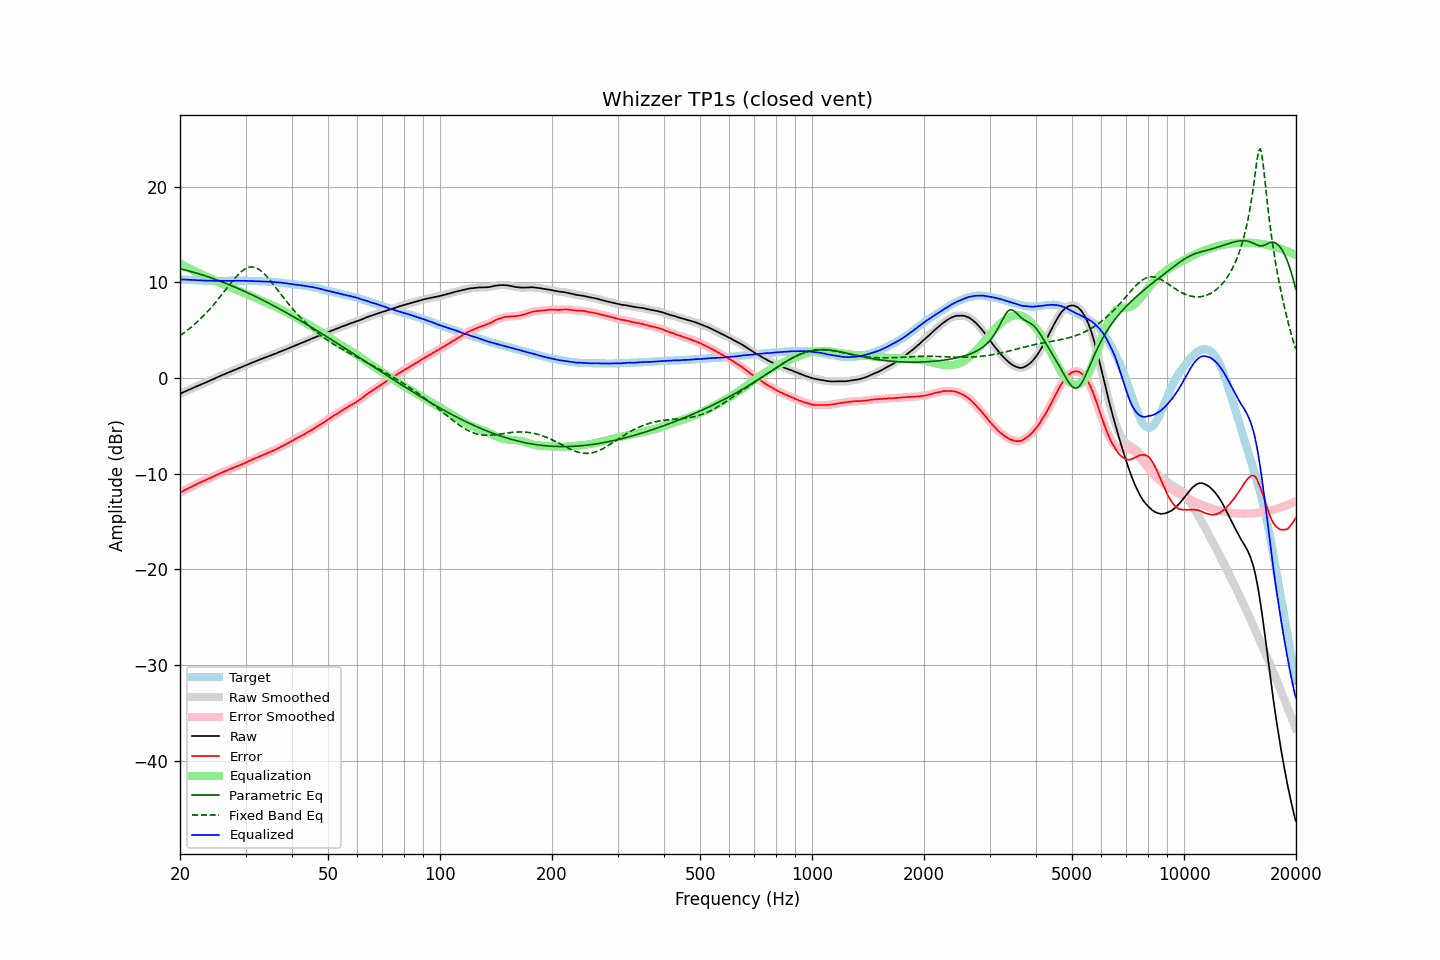 Whizzer TP1s (closed vent)
Amplitude (dBr)
20
10
0
−10
−20
−30
−40
Target
Raw Smoothed
Error Smoothed
Raw
Error
Equalization
Parametric Eq
Fixed Band Eq
Equalized
20 50 100 200 500 1000 2000 5000 10000 20000
Frequency (Hz)